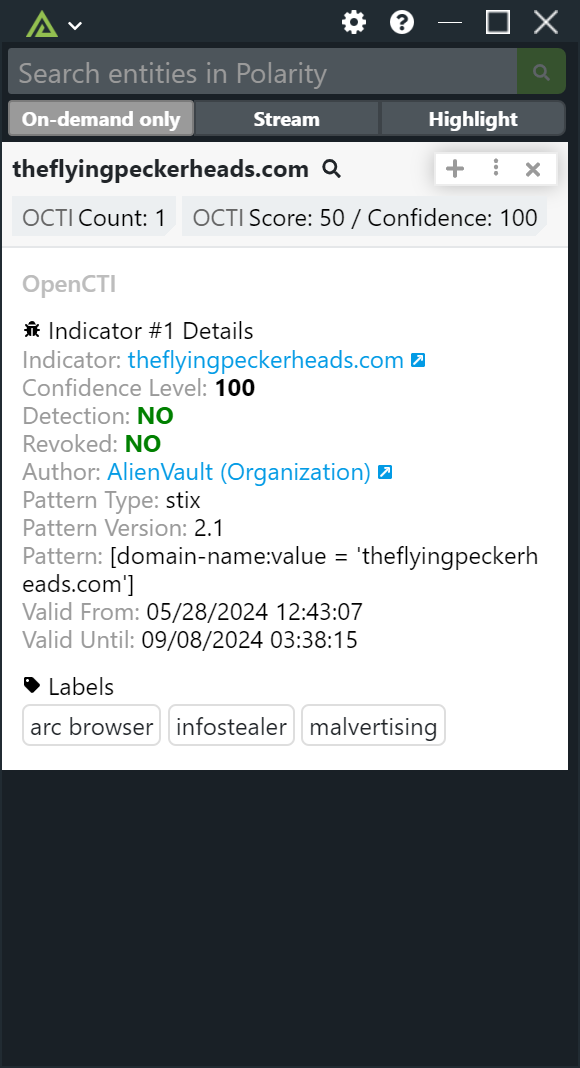 Search entities in Polarity
On-demand only Stream Highlight
theflyingpeckerheads.com
OCTI Count: 1 OCTI Score: 50 / Confidence: 100
OpenCTI
Indicator #1 Details
Indicator: theflyingpeckerheads.com
Confidence Level: 100
Detection: NO
Revoked: NO
Author: AlienVault (Organization)
Pattern Type: stix
Pattern Version: 2.1
Pattern: [domain-name:value = 'theflyingpeckerh
eads.com']
Valid From: 05/28/2024 12:43:07
Valid Until: 09/08/2024 03:38:15
Labels
arc browser infostealer malvertising